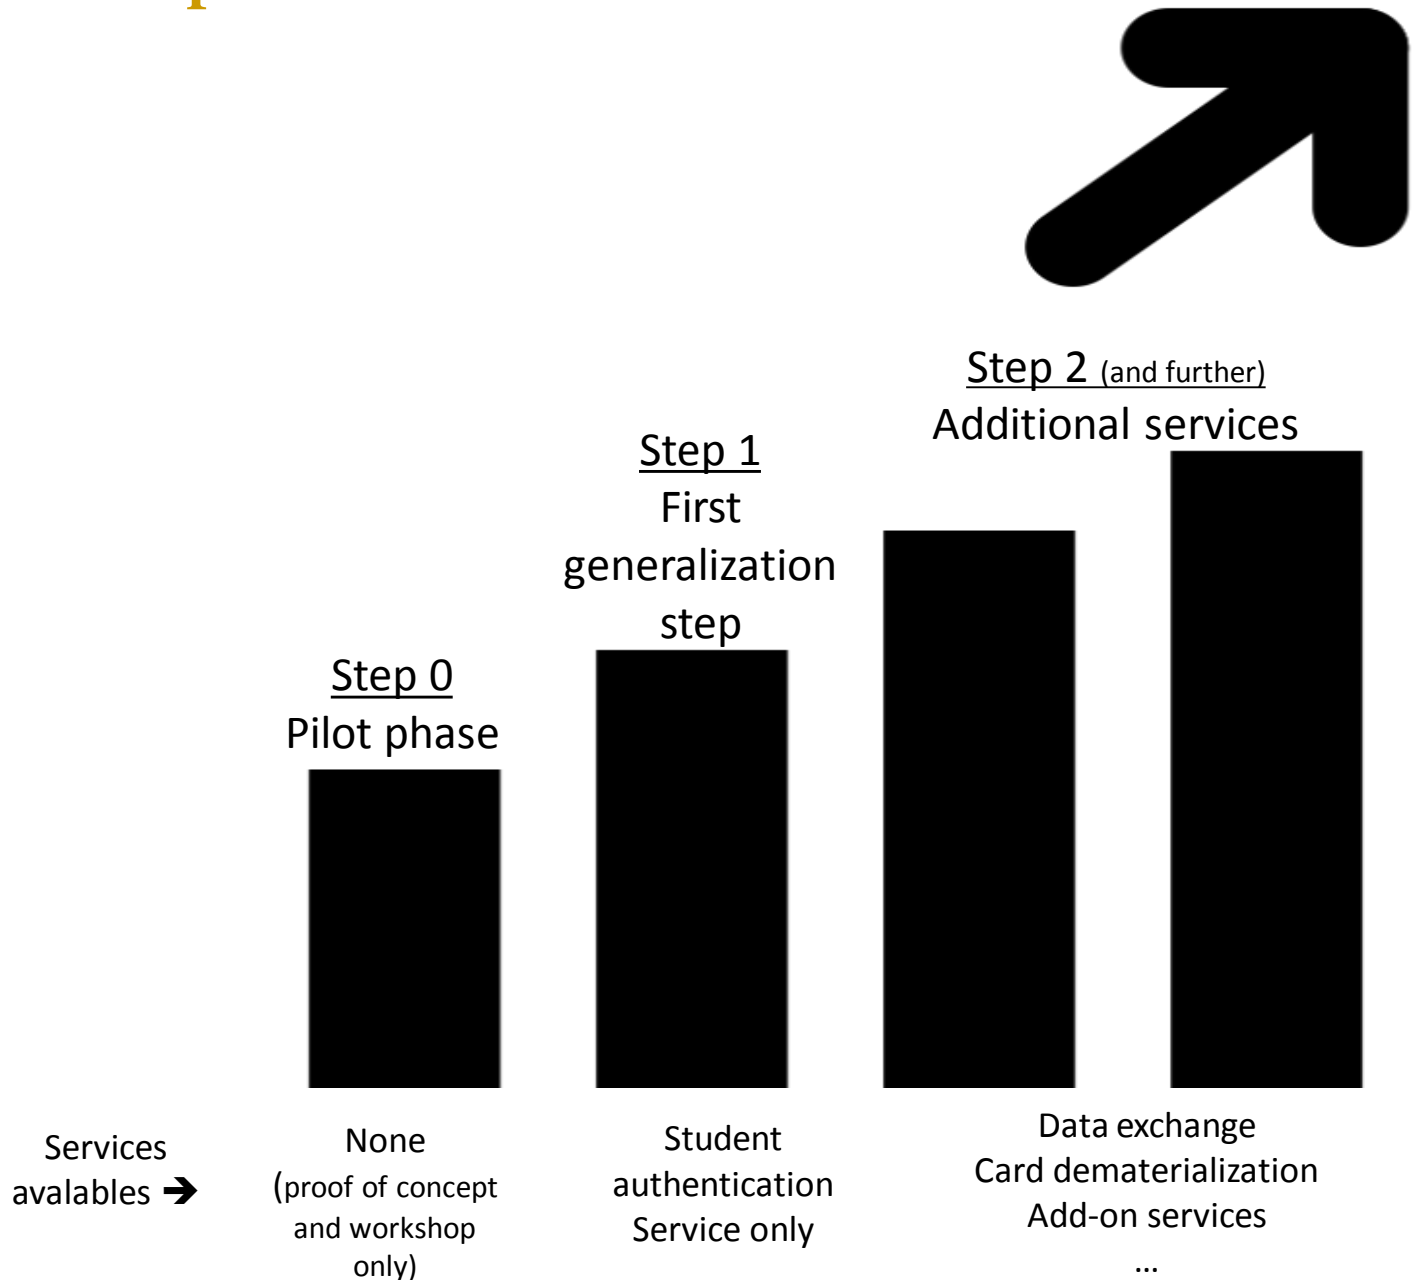 Step 2 (and further)
Additional services
Step 1
First
generalization
step
Step 0
Pilot phase
Services
avalables ➔
None
(proof of concept
and workshop
only)
Student
authentication
Service only
Data exchange
Card dematerialization
Add-on services
...